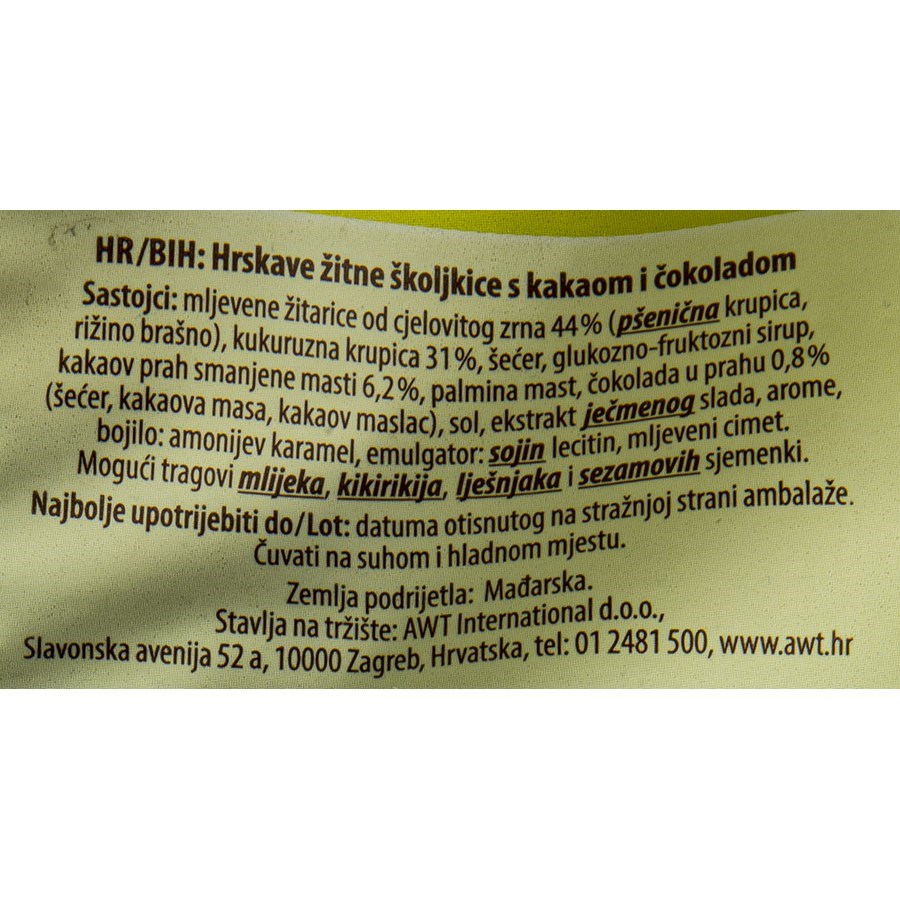 HR/BIH: Hrskave žitne školjkice s kakaom i čokoladom
Sastojci: mljevene žitarice od cjelovitog zrna 44% (pšenična krupica,
rižino brašno), kukuruzna krupica 31%, šećer, glukozno-fruktozni sirup,
kakaov prah smanjene masti 6,2%, palmina mast, čokolada u prahu 0,8%
(šećer, kakaova masa, kakaov maslac), sol, ekstrakt ječmenog slada, arome,
bojilo: amonijev karamel, emulgator: sojin lecitin, mljeveni cimet.
Mogući tragovi mlijeka, kikirikija, lješnjaka i sezamovih sjemenki.
Najbolje upotrijebiti do/Lot: datuma otisnutog na stražnjoj strani ambalaže.
Čuvati na suhom i hladnom mjestu.
Zemlja podrijetla: Mađarska.
Stavlja na tržište: AWT International d.o.o.,
Slavonska avenija 52 a, 10000 Zagreb, Hrvatska, tel: 01 2481 500, www.awt.hr